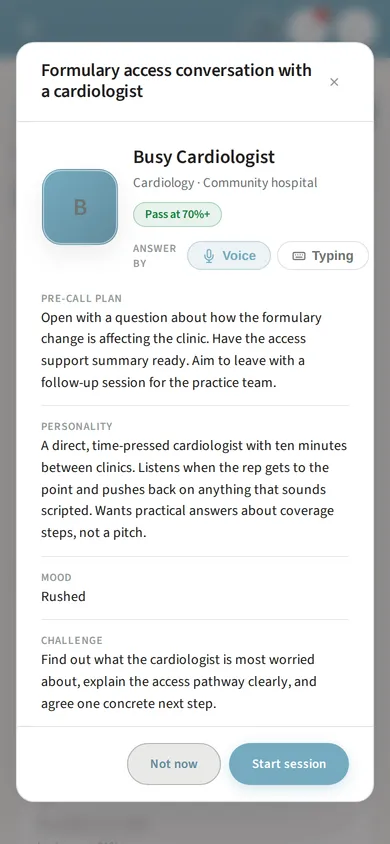 Formulary access conversation with
a cardiologist
×
B
Busy Cardiologist
Cardiology · Community hospital
Pass at 70%+
ANSWER
BY
Voice
Typing
PRE-CALL PLAN
Open with a question about how the formulary
change is affecting the clinic. Have the access
support summary ready. Aim to leave with a
follow-up session for the practice team.
PERSONALITY
A direct, time-pressed cardiologist with ten minutes
between clinics. Listens when the rep gets to the
point and pushes back on anything that sounds
scripted. Wants practical answers about coverage
steps, not a pitch.
MOOD
Rushed
CHALLENGE
Find out what the cardiologist is most worried
about, explain the access pathway clearly, and
agree one concrete next step.
Not now
Start session